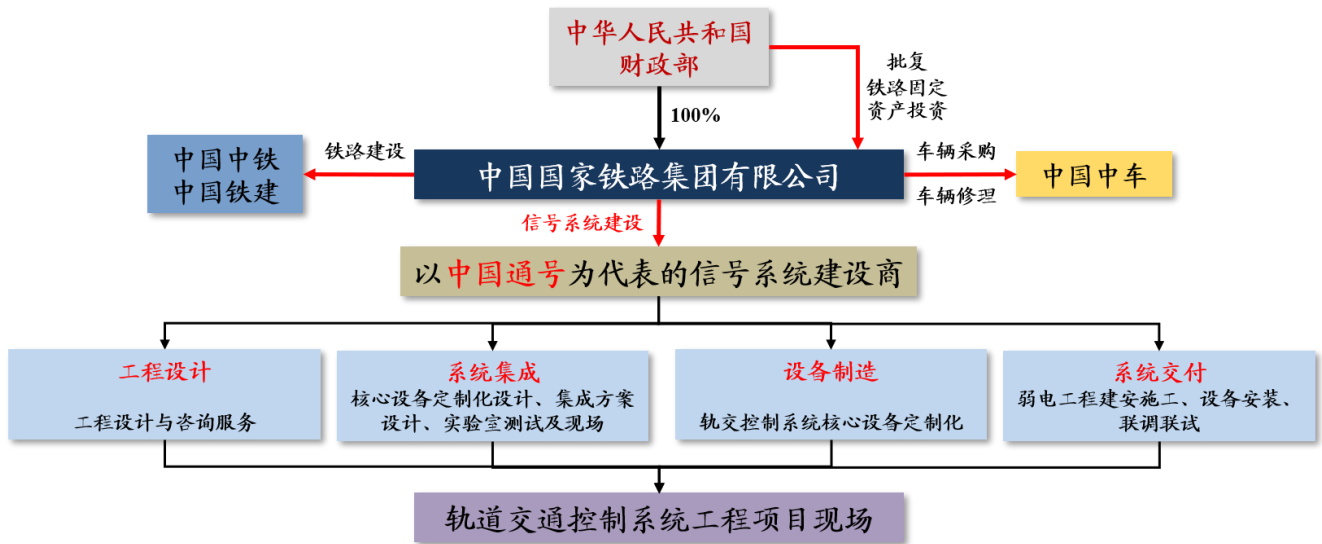 中华人民共和国
财政部
批复
铁路固定
资产投资
100%
中国中铁
中国铁建
铁路建设
中国国家铁路集团有限公司
车辆采购
车辆修理
中国中车
信号系统建设
以中国通号为代表的信号系统建设商
工程设计
工程设计与咨询服务
系统集成
核心设备定制化设计、集成方案
设计、实验室测试及现场
设备制造
轨交控制系统核心设备定制化
系统交付
弱电工程建安施工、设备安装、
联调联试
轨道交通控制系统工程项目现场